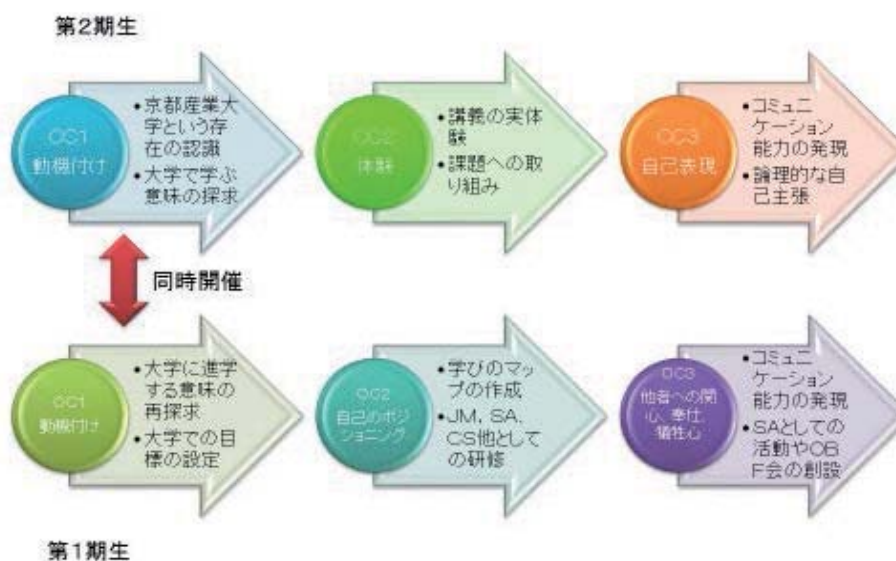 第2期生
OC1
動機付け
•京都産業大
学という存
在の認識
•大学で学ぶ
意味の探求
OC2
体験
•講義の実体
験
•課題への取
り組み
OC3
自己表現
•コミュニ
ケーション
能力の発現
•論理的な自
己主張
同時開催
OC1
動機付け
•大学に進学
する意味の
再探求
•大学での目
標の設定
OC2
自己のポジ
ショニング
•学びのマッ
プの作成
•JM、SA、
CS他として
の研修
OC3
他者への関
心、奉仕、
犠牲心
•コミュニ
ケーション
能力の発現
•SAとしての
活動やOB
F会の創設
第1期生